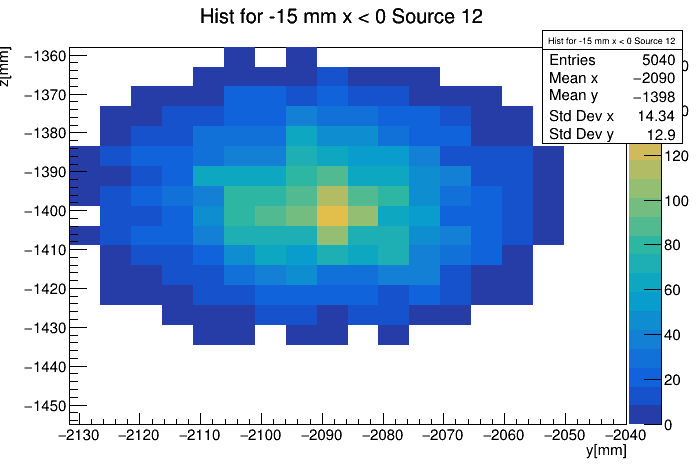 Hist for -15 mm x < 0 Source 12
z[mm]
Hist for -15 mm x < 0 Source 12
Entries 5040
Mean x −2090
Mean y −1398
Std Dev x 14.34
Std Dev y 12.9
−1360
−1370
−1380
−1390
−1400
−1410
−1420
−1430
−1440
−1450
120
100
80
60
40
20
0
−2130 −2120 −2110 −2100 −2090 −2080 −2070 −2060 −2050 −2040
y[mm]